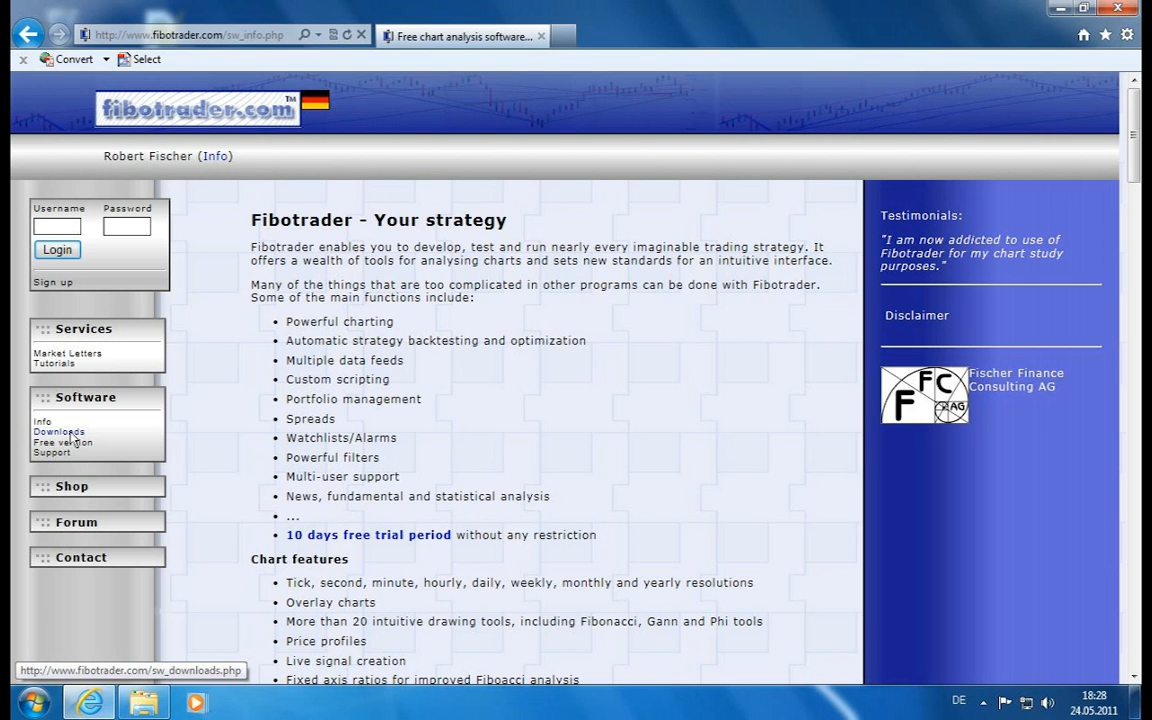 http://www.fibotrader.com/sw_info.php
Free chart analysis software...
Convert
Select
fibotrader.com™
Robert Fischer (Info)
Username
Password
Login
Sign up
Services
Market Letters
Tutorials
Software
Info
Downloads
Free version
Support
Shop
Forum
Contact
Fibotrader - Your strategy
Fibotrader enables you to develop, test and run nearly every imaginable trading strategy. It
offers a wealth of tools for analysing charts and sets new standards for an intuitive interface.
Many of the things that are too complicated in other programs can be done with Fibotrader.
Some of the main functions include:
• Powerful charting
• Automatic strategy backtesting and optimization
• Multiple data feeds
• Custom scripting
• Portfolio management
• Spreads
• Watchlists/Alarms
• Powerful filters
• Multi-user support
• News, fundamental and statistical analysis
• ...
• 10 days free trial period without any restriction
Chart features
• Tick, second, minute, hourly, daily, weekly, monthly and yearly resolutions
• Overlay charts
• More than 20 intuitive drawing tools, including Fibonacci, Gann and Phi tools
• Price profiles
• Live signal creation
• Fixed axis ratios for improved Fiboacci analysis
Testimonials:
"I am now addicted to use of
Fibotrader for my chart study
purposes."
Disclaimer
F FC AG
Fischer Finance
Consulting AG
http://www.fibotrader.com/sw_downloads.php
DE
18:28
24.05.2011